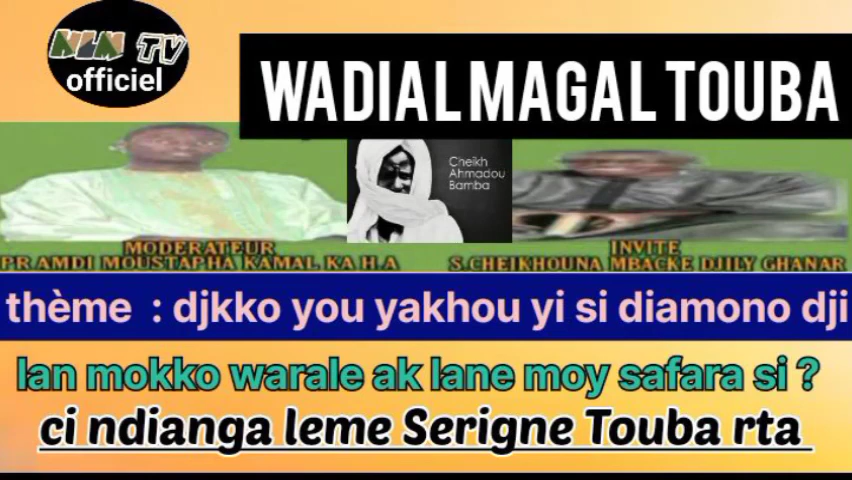 NLM TV
officiel
WADIAL MAGAL TOUBA
Cheikh
Ahmadou
Bamba
MODERATEUR
PR AMDI MOUSTAPHA KAMAL KA H.A
INVITE
S.CHEIKHOUNA MBACKE DJILY GHANAR
thème : djkko you yakhou yi si diamono dji
lan mokko warale ak lane moy safara si ?
ci ndianga leme Serigne Touba rta